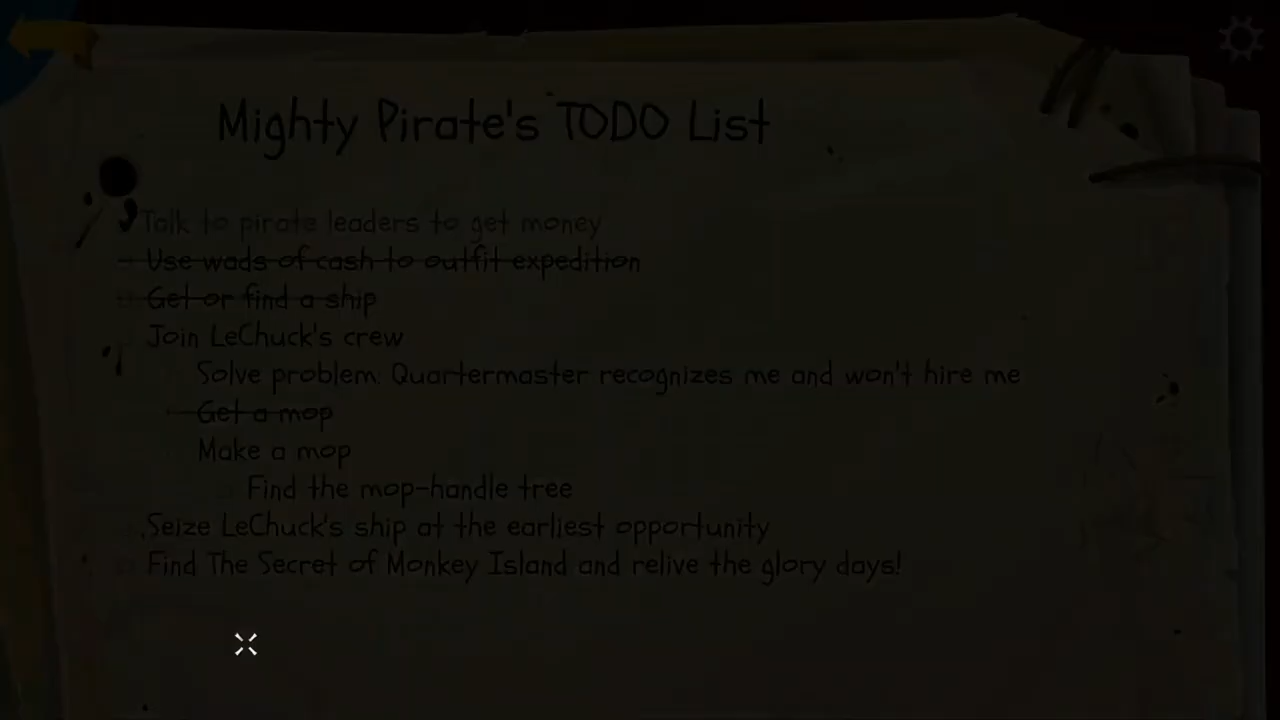 Mighty Pirate's TODO List
Talk to pirate leaders to get money
Use wads of cash to outfit expedition
Get or find a ship
Join LeChuck's crew
Solve problem: Quartermaster recognizes me and won't hire me
Get a mop
Make a mop
Find the mop-handle tree
Seize LeChuck's ship at the earliest opportunity
Find The Secret of Monkey Island and relive the glory days!